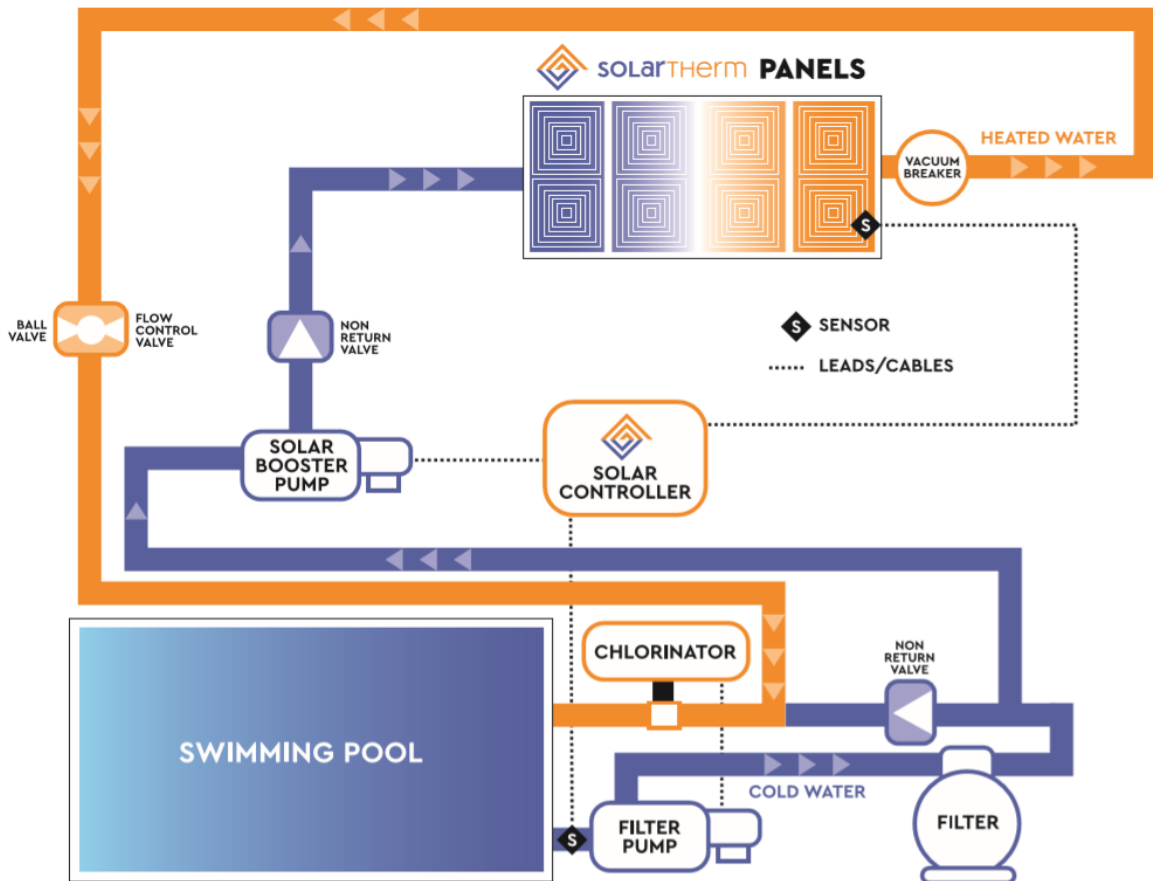 SOLARTHERM PANELS
HEATED WATER
VACUUM
BREAKER
S
BALL
VALVE
FLOW
CONTROL
VALVE
NON
RETURN
VALVE
S SENSOR
LEADS/CABLES
SOLAR
BOOSTER
PUMP
SOLAR
CONTROLLER
CHLORINATOR
NON
RETURN
VALVE
SWIMMING POOL
COLD WATER
S
FILTER
PUMP
FILTER